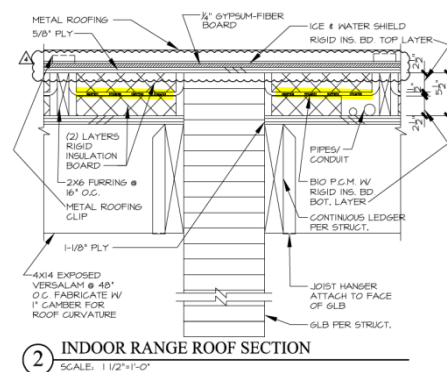 METAL ROOFING
5/8" PLY
1/4" GYPSUM-FIBER
BOARD
ICE & WATER SHIELD
RIGID INS. BD. TOP LAYER
4
(2) LAYERS
RIGID
INSULATION
BOARD
2X6 FURRING @
16" O.C.
METAL ROOFING
CLIP
1-1/8" PLY
4X14 EXPOSED
VERSALAM @ 48"
O.C. FABRICATE W/
1" CAMBER FOR
ROOF CURVATURE
PIPES/
CONDUIT
BIO P.C.M. W/
RIGID INS. BD.
BOT. LAYER
CONTINUOUS LEDGER
PER STRUCT.
JOIST HANGER
ATTACH TO FACE
OF GLB
GLB PER STRUCT.
2 INDOOR RANGE ROOF SECTION
SCALE: 1 1/2"=1'-0"